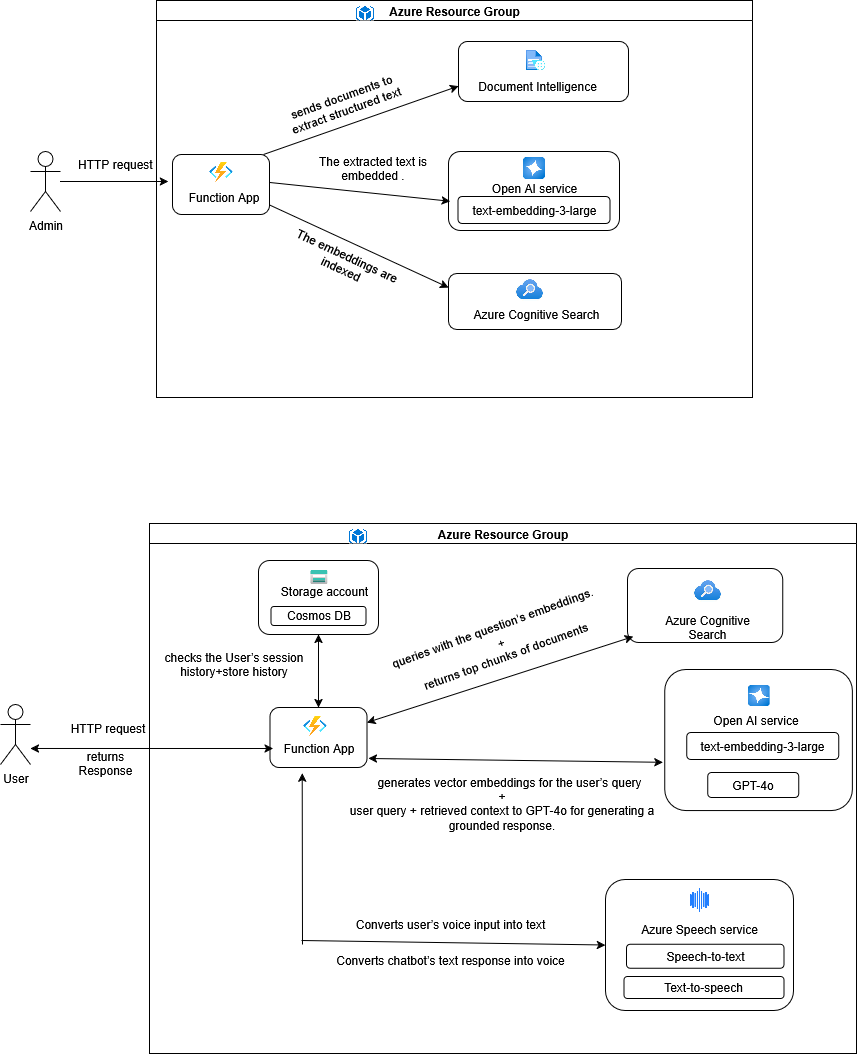 Azure Resource Group
Document Intelligence
sends documents to
extract structured text
HTTP request
Admin
Function App
The extracted text is
embedded .
Open AI service
text-embedding-3-large
The embeddings are
indexed
Azure Cognitive Search
Azure Resource Group
Storage account
Cosmos DB
checks the User's session
history+store history
queries with the question's embeddings.
+
returns top chunks of documents
Azure Cognitive
Search
HTTP request
returns
Response
User
Function App
Open AI service
text-embedding-3-large
GPT-4o
generates vector embeddings for the user's query
+
user query + retrieved context to GPT-4o for generating a
grounded response.
Converts user's voice input into text
Converts chatbot's text response into voice
Azure Speech service
Speech-to-text
Text-to-speech